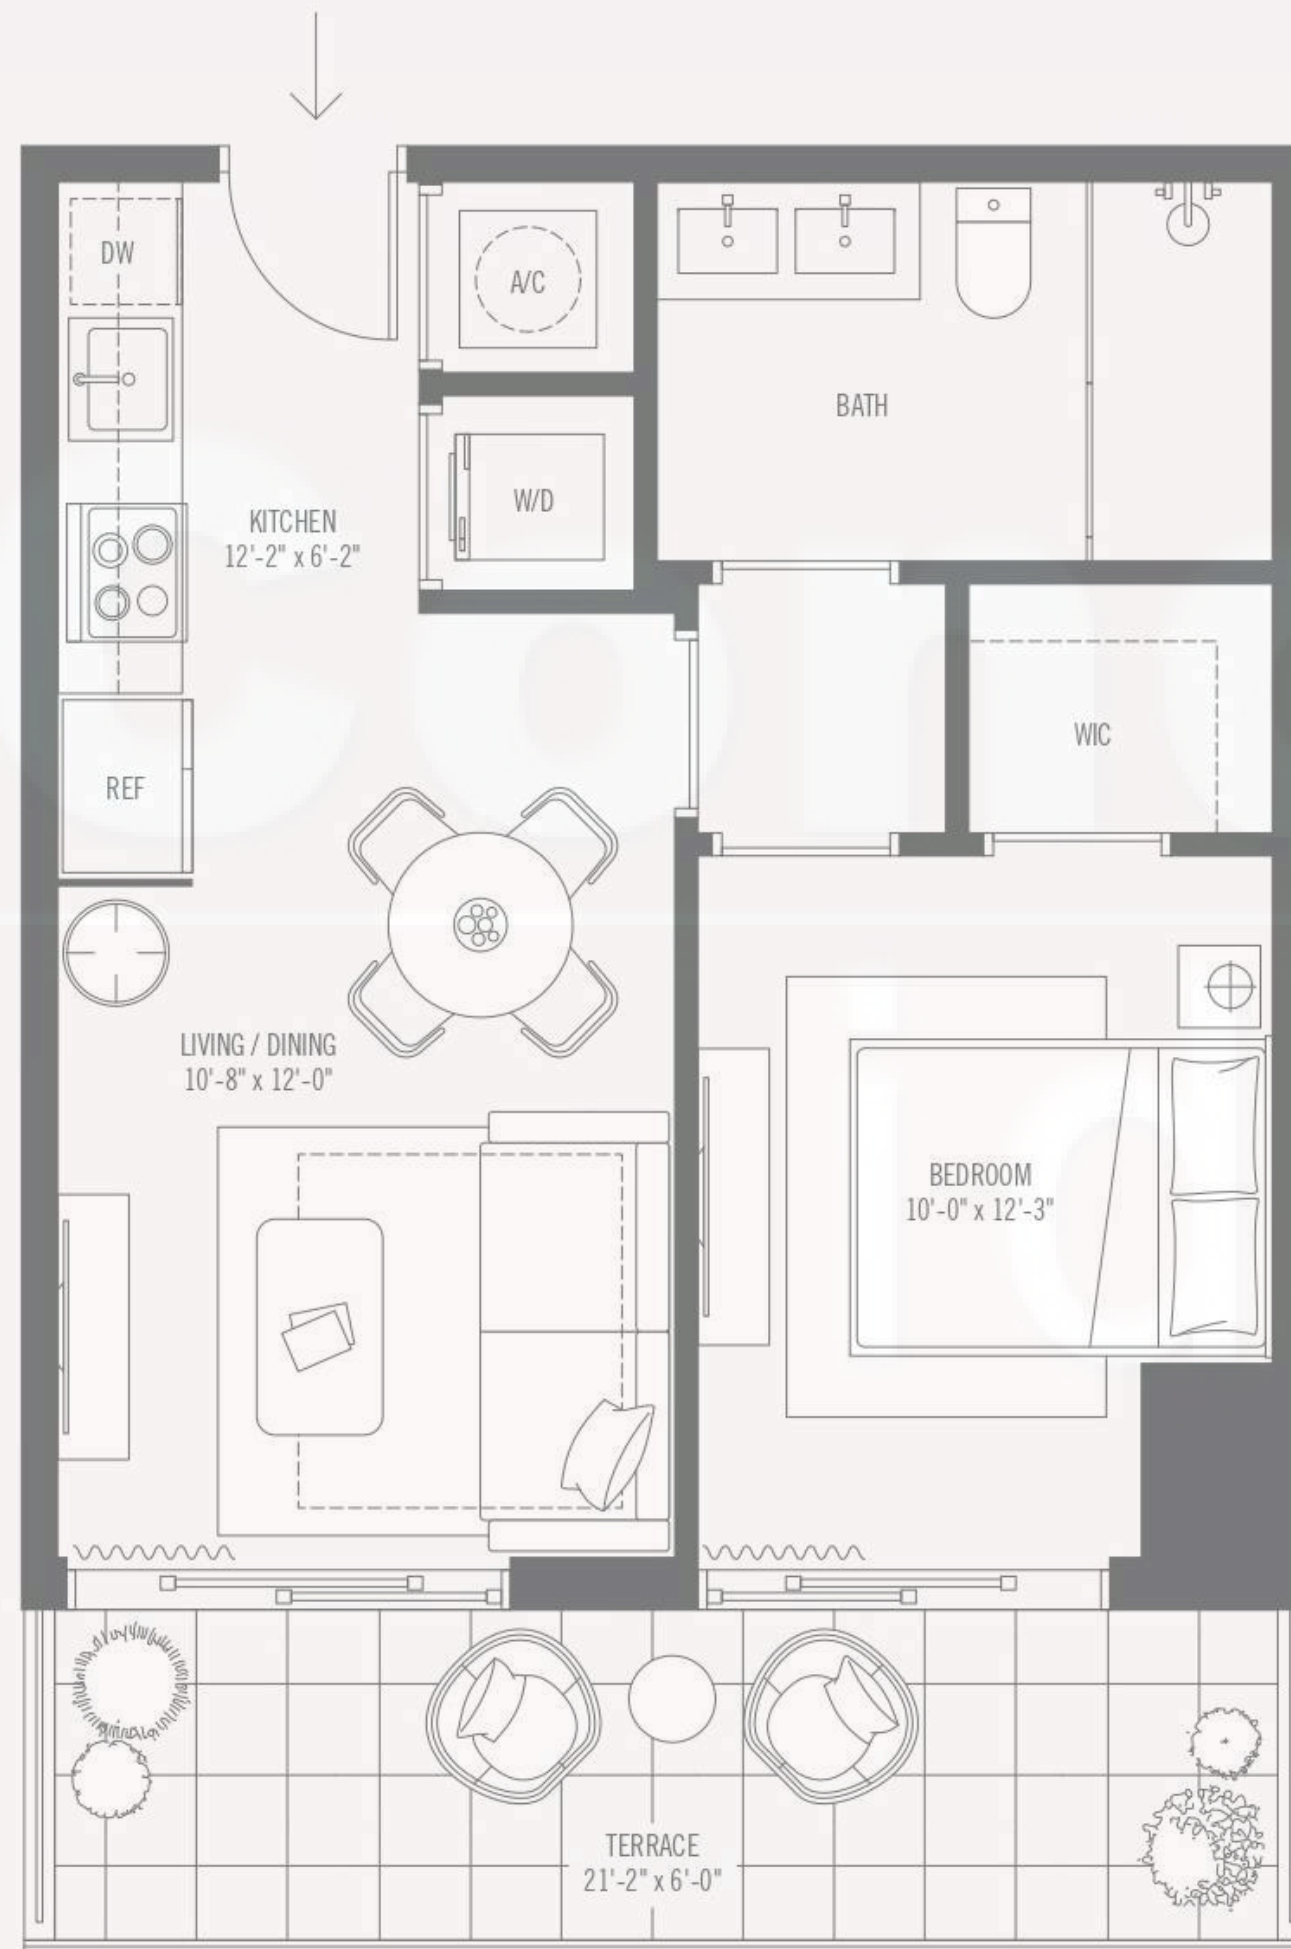 DW
A/C
BATH
W/D
KITCHEN
12'-2" x 6'-2"
WIC
REF
LIVING / DINING
10'-8" x 12'-0"
BEDROOM
10'-0" x 12'-3"
TERRACE
21'-2" x 6'-0"